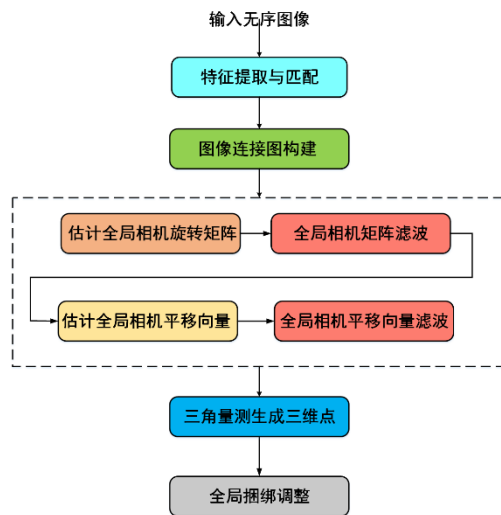 输入无序图像
特征提取与匹配
图像连接图构建
估计全局相机旋转矩阵
全局相机矩阵滤波
估计全局相机平移向量
全局相机平移向量滤波
三角量测生成三维点
全局捆绑调整